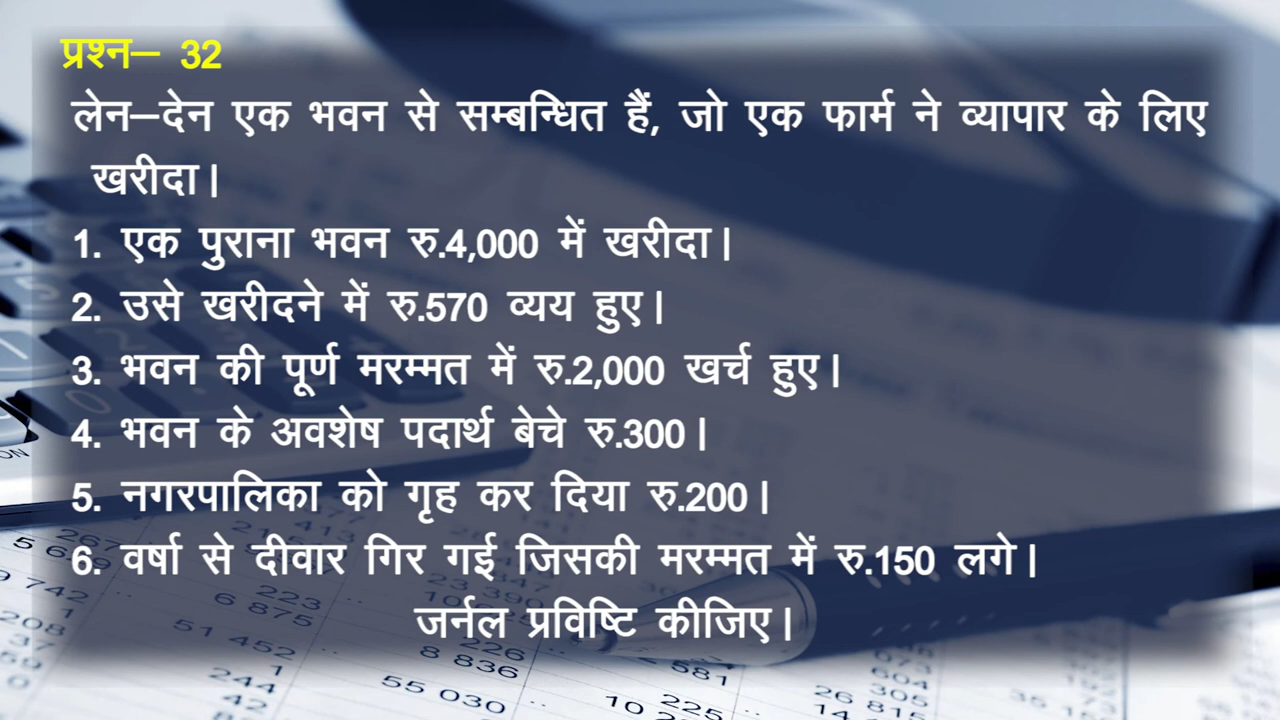 प्रश्न– 32
लेन–देन एक भवन से सम्बन्धित हैं, जो एक फार्म ने व्यापार के लिए
खरीदा।
1. एक पुराना भवन रु.4,000 में खरीदा।
2. उसे खरीदने में रु.570 व्यय हुए।
3. भवन की पूर्ण मरम्मत में रु.2,000 खर्च हुए।
4. भवन के अवशेष पदार्थ बेचे रु.300।
5. नगरपालिका को गृह कर दिया रु.200।
6. वर्षा से दीवार गिर गई जिसकी मरम्मत में रु.150 लगे।
जर्नल प्रविष्टि कीजिए।